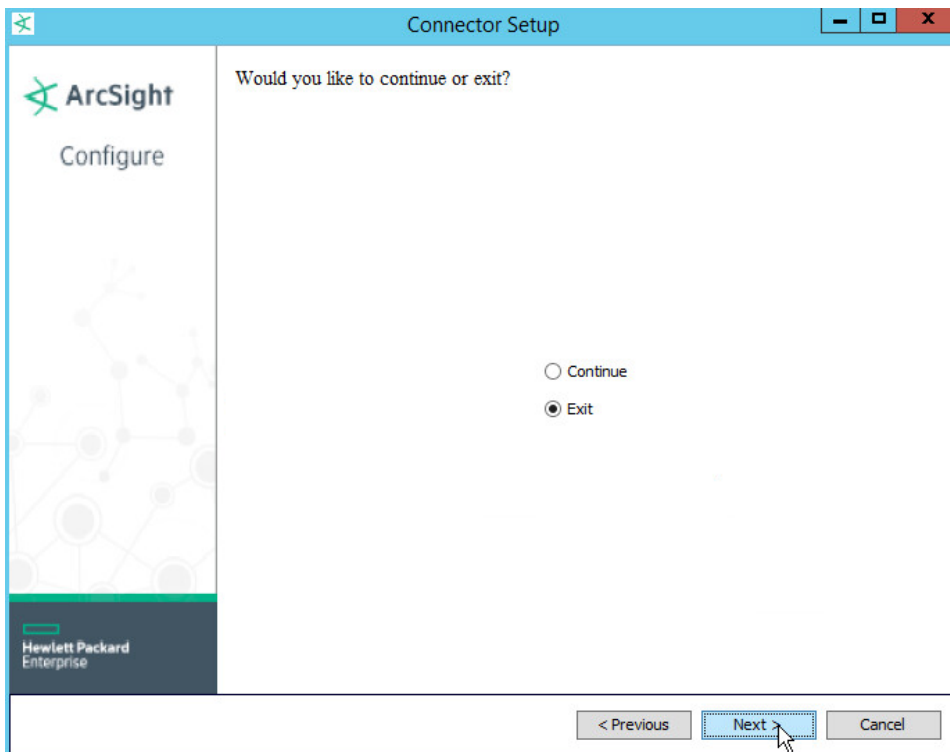 Connector Setup
ArcSight
Configure
Would you like to continue or exit?
Continue
Exit
Hewlett Packard
Enterprise
< Previous
Next >
Cancel